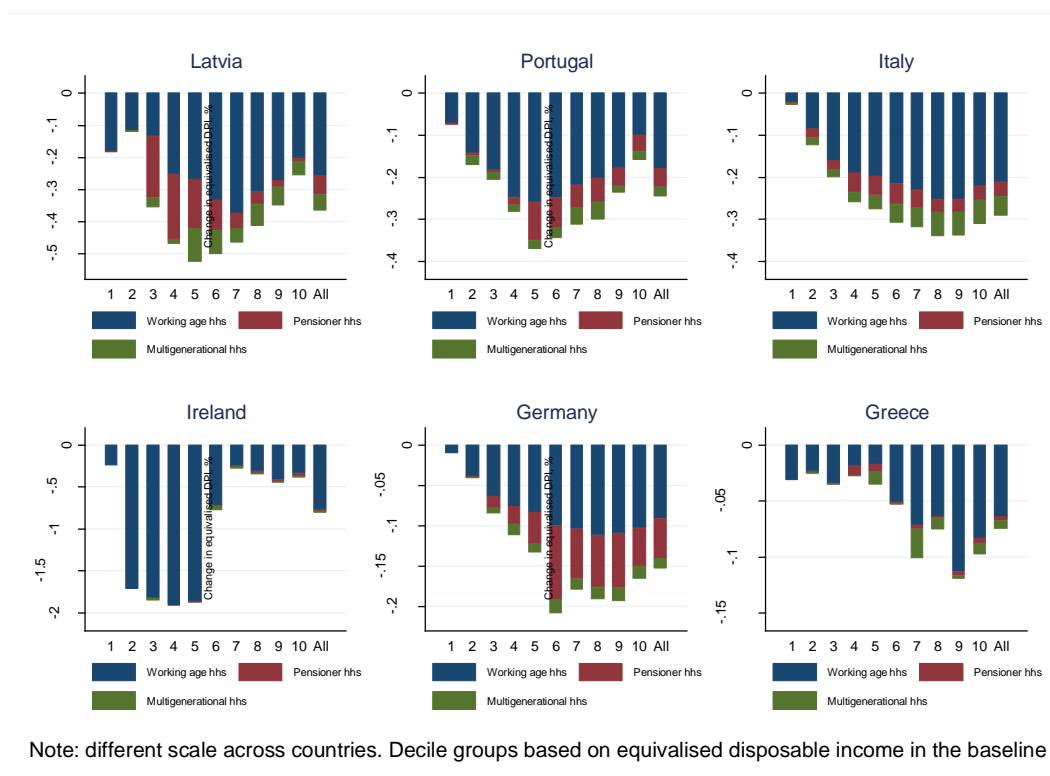 Latvia
Change in equivalised DPI, %
0
-.1
-.2
-.3
-.4
-.5
1 2 3 4 5 6 7 8 9 10 All
Working age hhs Pensioner hhs
Multigenerational hhs
Portugal
Change in equivalised DPI, %
0
-.1
-.2
-.3
-.4
1 2 3 4 5 6 7 8 9 10 All
Working age hhs Pensioner hhs
Multigenerational hhs
Italy
0
-.1
-.2
-.3
-.4
1 2 3 4 5 6 7 8 9 10 All
Working age hhs Pensioner hhs
Multigenerational hhs
Ireland
Change in equivalised DPI, %
0
-.5
-1
-1.5
-2
1 2 3 4 5 6 7 8 9 10 All
Working age hhs Pensioner hhs
Multigenerational hhs
Germany
Change in equivalised DPI, %
0
-.05
-.1
-.15
-.2
1 2 3 4 5 6 7 8 9 10 All
Working age hhs Pensioner hhs
Multigenerational hhs
Greece
0
-.05
-.1
-.15
1 2 3 4 5 6 7 8 9 10 All
Working age hhs Pensioner hhs
Multigenerational hhs
Note: different scale across countries. Decile groups based on equivalised disposable income in the baseline